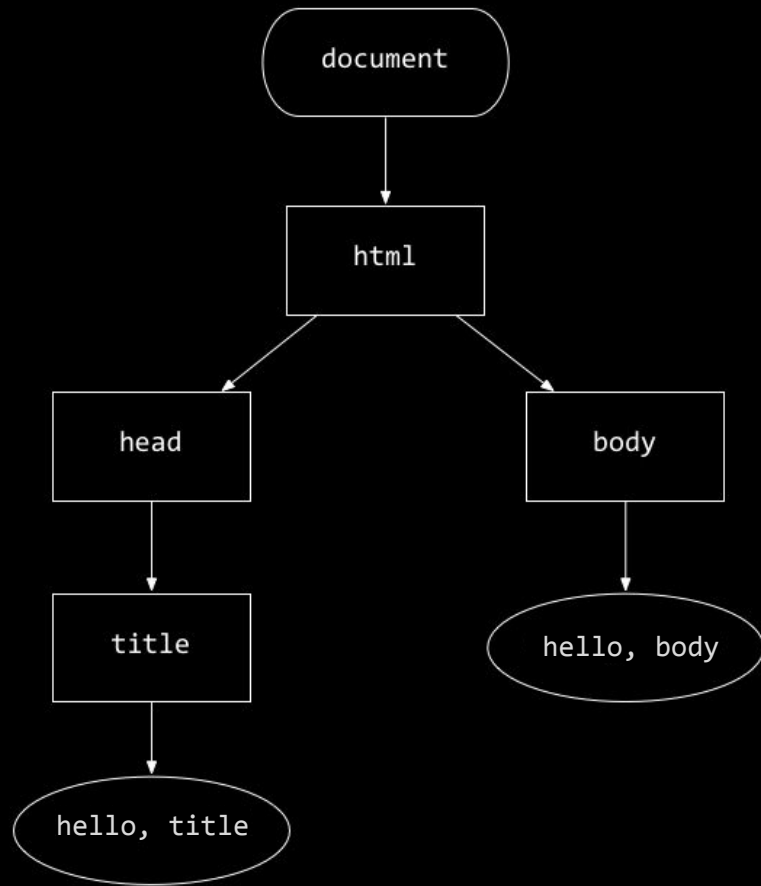 document
html
head
body
title
hello, body
hello, title